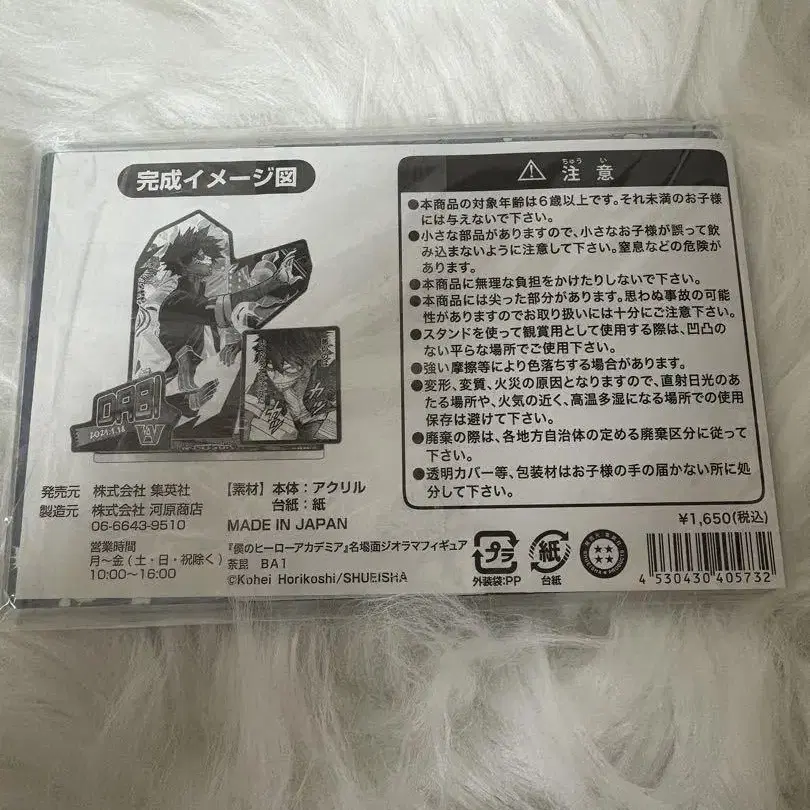 完成イメージ図
DABI
2024.1.18
発売元 株式会社 集英社
製造元 株式会社 河原商店
06-6643-9510
営業時間
月〜金 (土・日・祝除く)
10:00〜16:00
【素材】本体:アクリル
台紙:紙
MADE IN JAPAN
『僕のヒーローアカデミア』名場面ジオラマフィギュア
荼毘 BA1
©Kohei Horikoshi/SHUEISHA
ちゅう い
⚠ 注 意
●本商品の対象年齢は6歳以上です。それ未満のお子様
には与えないで下さい。
●小さな部品がありますので、小さなお子様が誤って飲
み込まないように注意して下さい。窒息などの危険が
あります。
●本商品に無理な負担をかけたりしないで下さい。
●本商品には尖った部分があります。思わぬ事故の可能
性がありますのでお取り扱いには十分にご注意下さい。
●スタンドを使って観賞用として使用する際は、凹凸の
ない平らな場所でご使用下さい。
●強い摩擦等により色落ちする場合があります。
●変形、変質、火災の原因となりますので、直射日光のあ
たる場所や、火気の近く、高温多湿になる場所での使用
保存は避けて下さい。
●廃棄の際は、各地方自治体の定める廃棄区分に従って
下さい。
●透明カバー等、包装材はお子様の手の届かない所に処
分して下さい。
¥1,650(税込)
プラ
外装袋:PP
紙
台紙
4 530430 405732